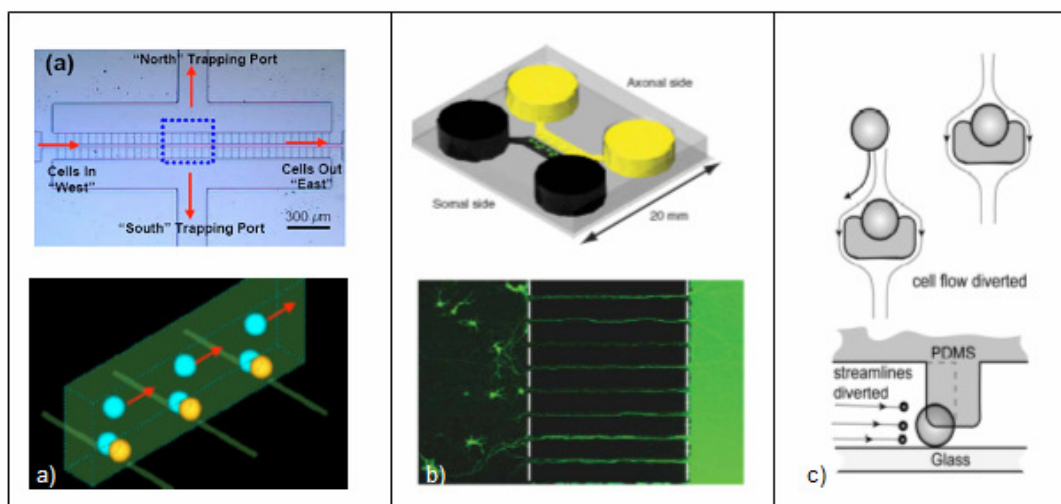 (a)
"North" Trapping Port
Cells In
"West"
Cells Out
"East"
"South" Trapping Port
300 μm
a)
Axonal side
Somal side
20 mm
b)
cell flow diverted
PDMS
streamlines
diverted
Glass
c)